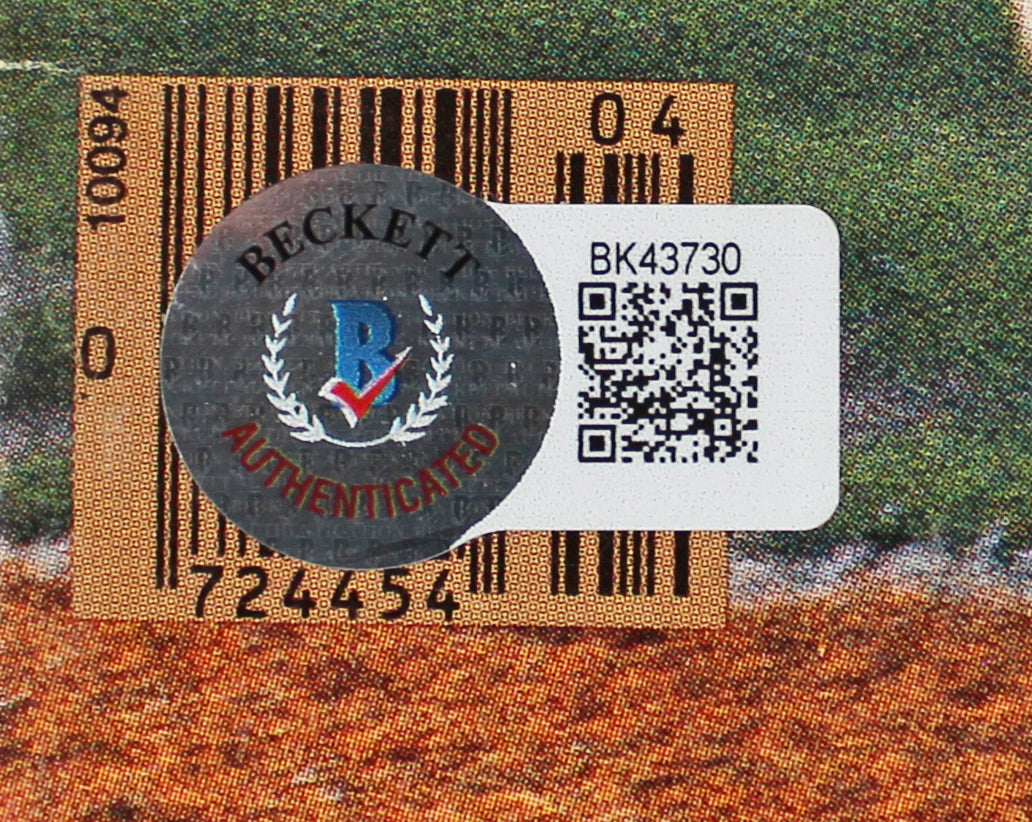 10094
0
04
BECKETT
B
AUTHENTICATED
BK43730
724454